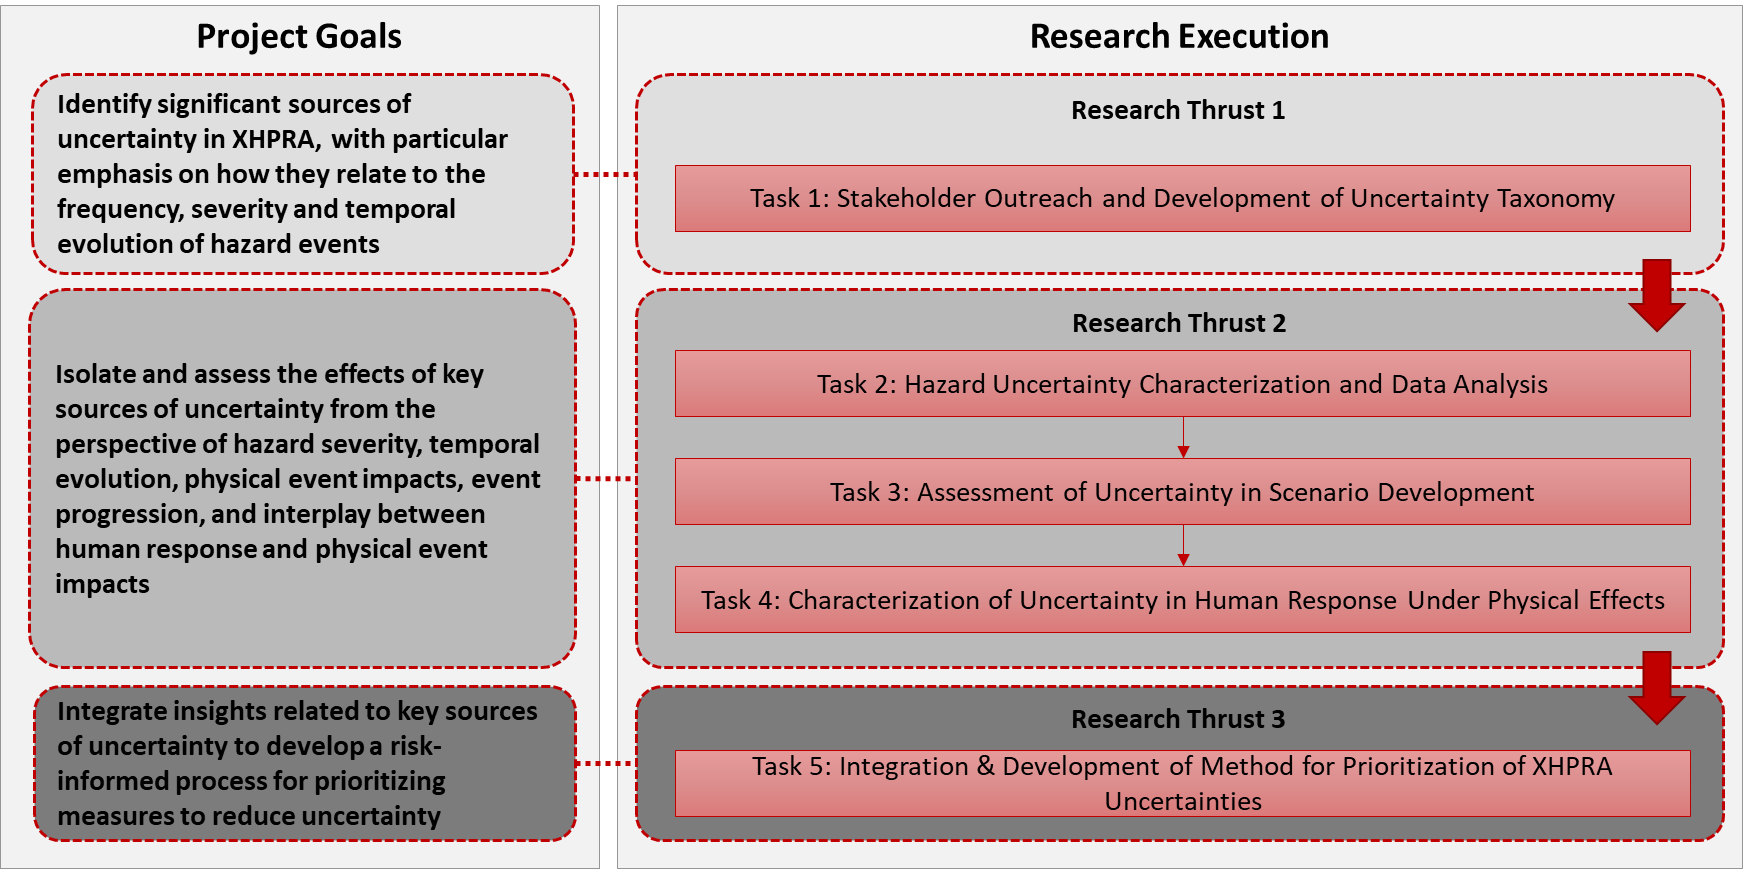 Project Goals
Identify significant sources of
uncertainty in XHPRA, with particular
emphasis on how they relate to the
frequency, severity and temporal
evolution of hazard events
Isolate and assess the effects of key
sources of uncertainty from the
perspective of hazard severity, temporal
evolution, physical event impacts, event
progression, and interplay between
human response and physical event
impacts
Integrate insights related to key sources
of uncertainty to develop a risk-
informed process for prioritizing
measures to reduce uncertainty
Research Execution
Research Thrust 1
Task 1: Stakeholder Outreach and Development of Uncertainty Taxonomy
Research Thrust 2
Task 2: Hazard Uncertainty Characterization and Data Analysis
Task 3: Assessment of Uncertainty in Scenario Development
Task 4: Characterization of Uncertainty in Human Response Under Physical Effects
Research Thrust 3
Task 5: Integration & Development of Method for Prioritization of XHPRA
Uncertainties